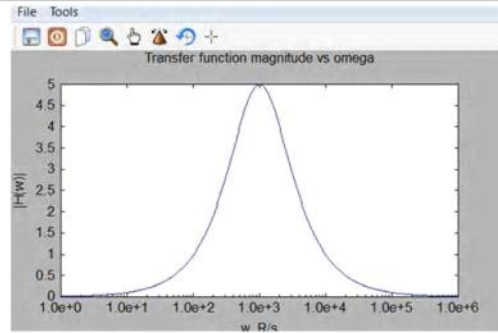 File Tools
Transfer function magnitude vs omega
5
4.5
4
3.5
3
2.5
2
1.5
1
0.5
0
|H(w)|
1.0e+0 1.0e+1 1.0e+2 1.0e+3 1.0e+4 1.0e+5 1.0e+6
w, R/s